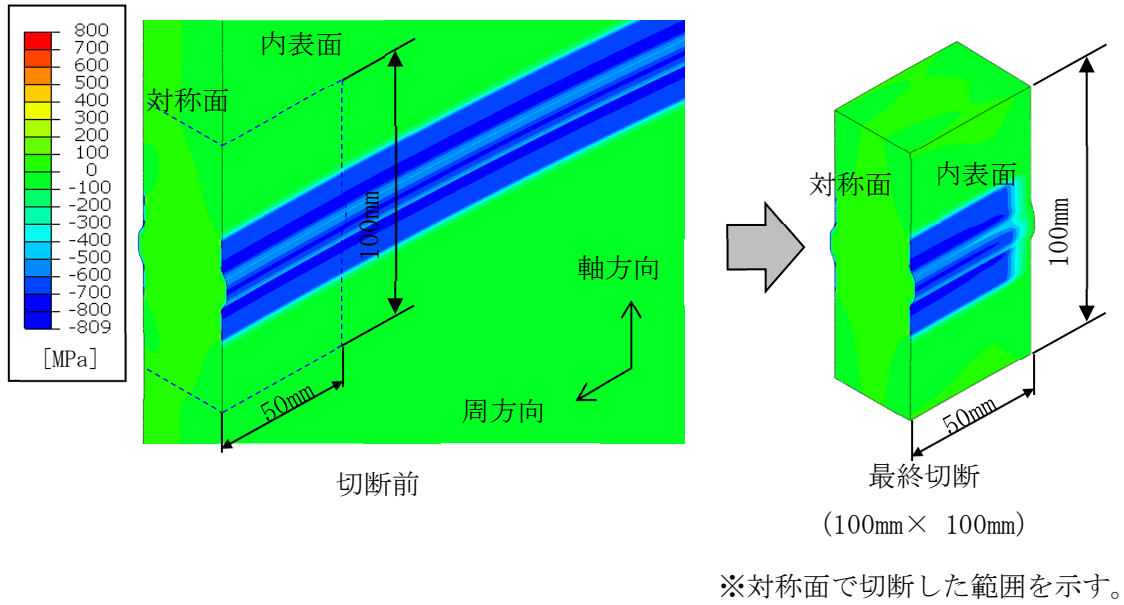 800
700
600
500
400
300
200
100
0
-100
-200
-300
-400
-500
-600
-700
-800
-809
[MPa]
内表面
対称面
100mm
50mm
軸方向
周方向
切断前
対称面
内表面
100mm
50mm
最終切断
(100mm× 100mm)
※対称面で切断した範囲を示す。